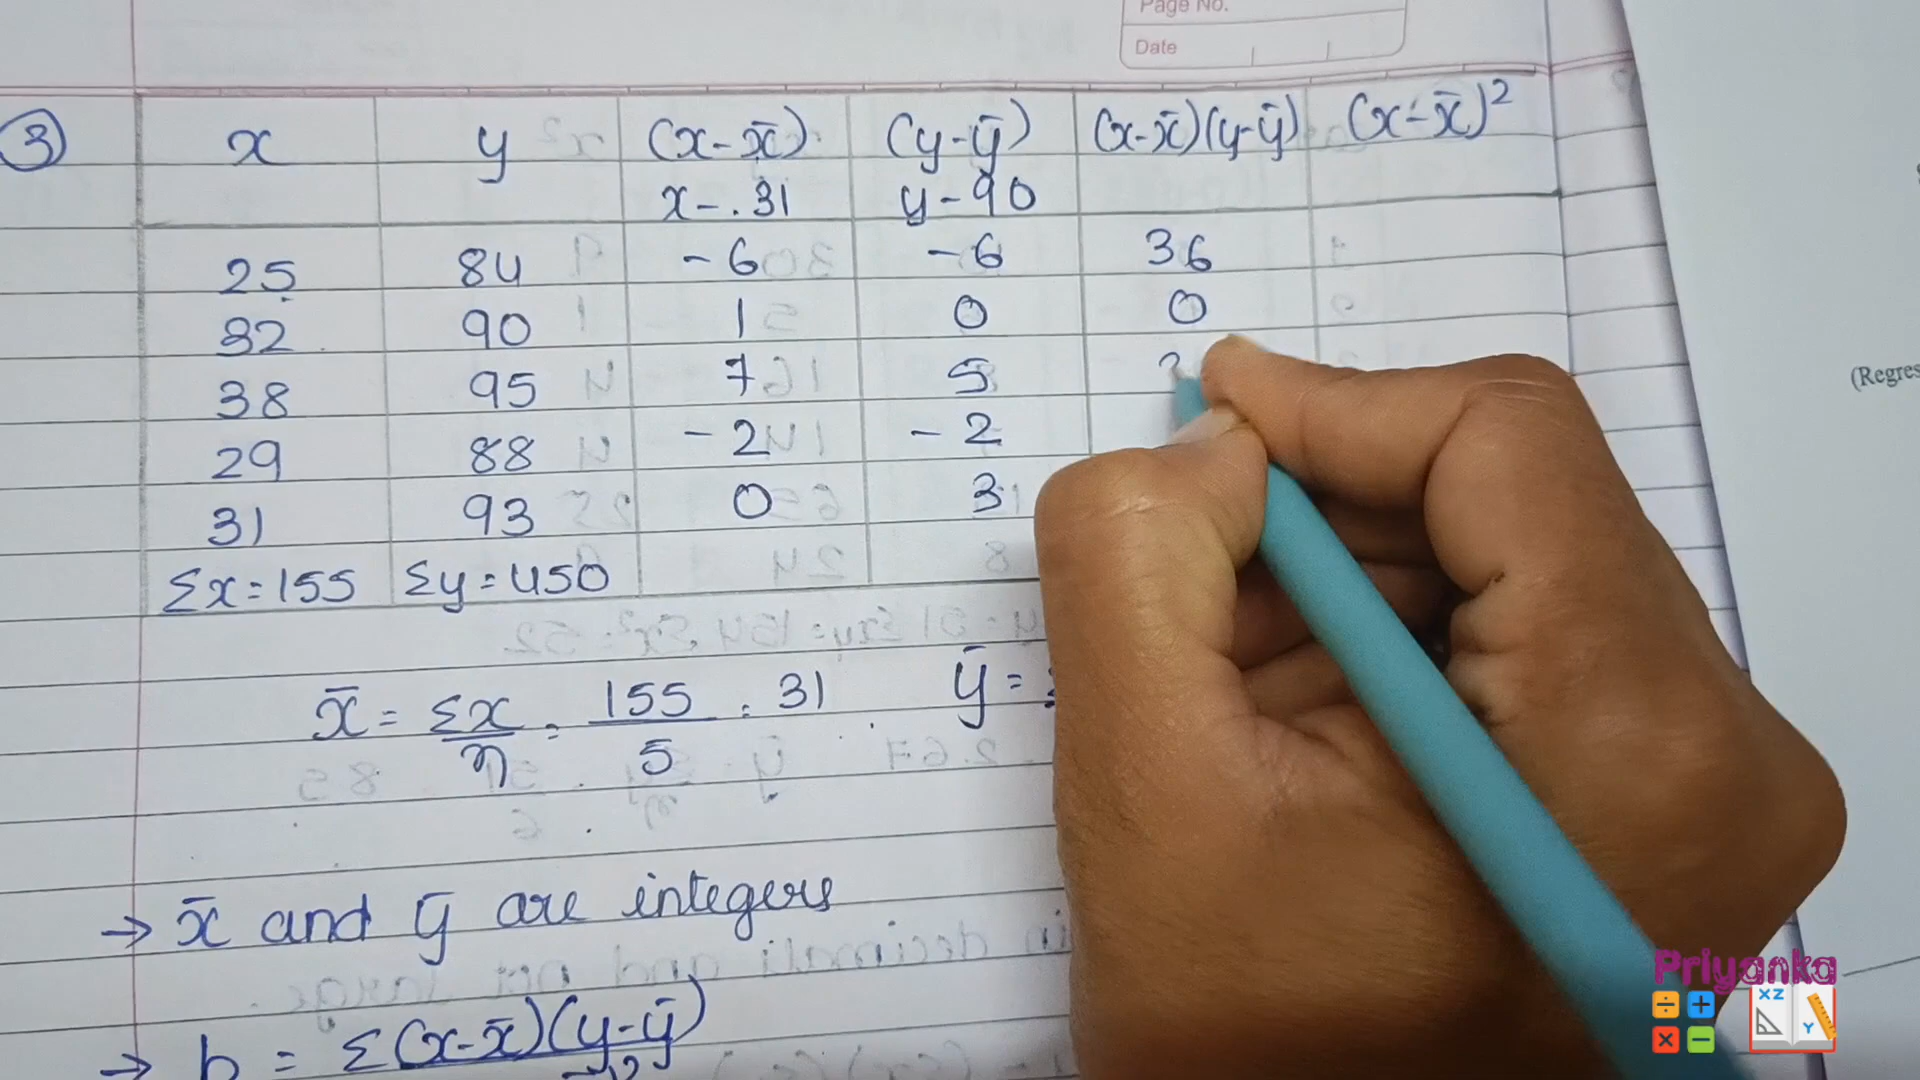 Page No.
Date
3 x y (x-x̄) (y-ȳ) (x-x̄)(y-ȳ) (x-x̄)²
x-.31 y-90
25 84 -6 -6 36
32 90 1 0 0
38 95 7 5 3
29 88 -2 -2
31 93 0 3
Σx=155 Σy=450
x̄ = Σx/n = 155/5 = 31 ȳ =
→ x̄ and ȳ are integers
→ b = Σ(x-x̄)(y-ȳ)
(Regres
Priyanka
XZ
Y